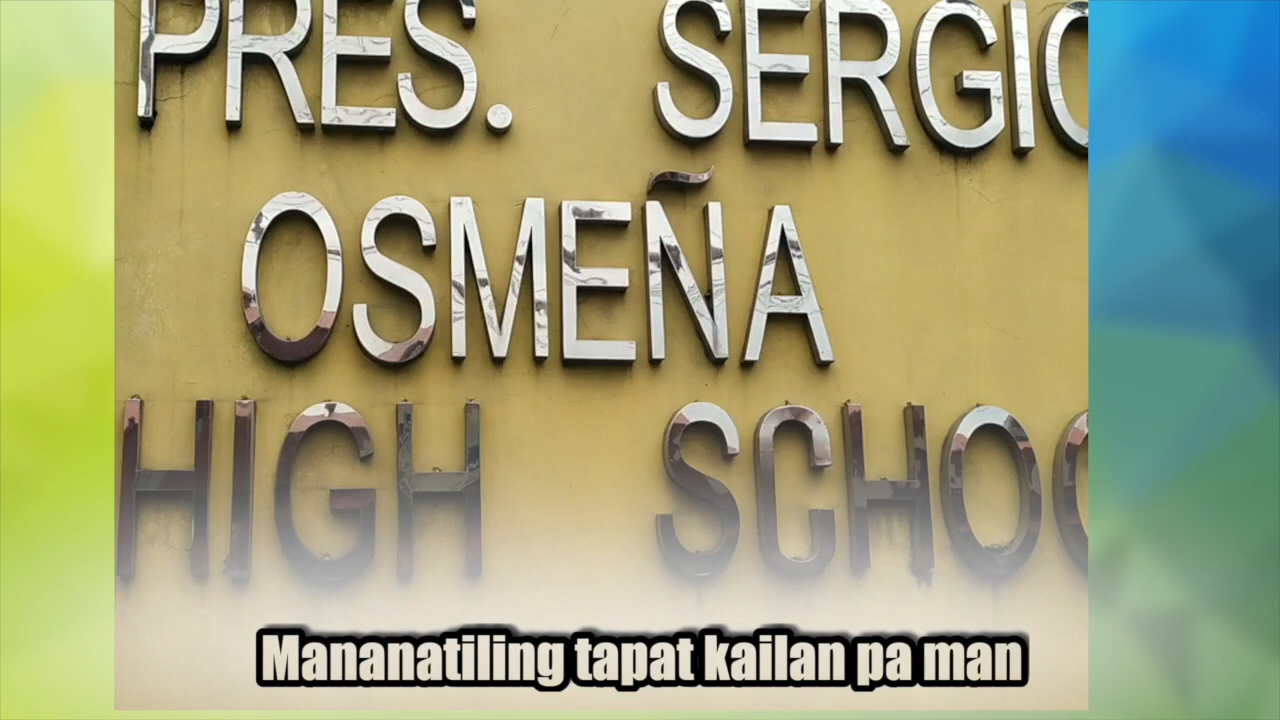 PRES. SERGIO
OSMEÑA
HIGH SCHOO
Mananatiling tapat kailan pa man